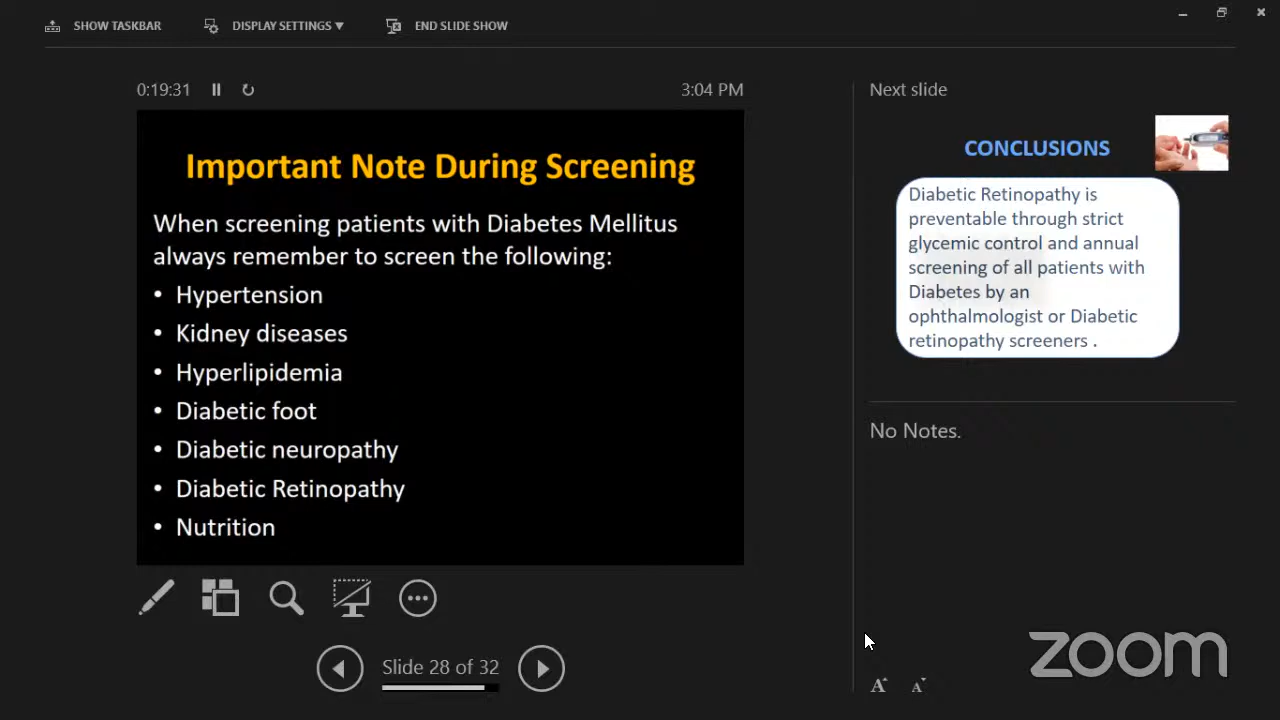 SHOW TASKBAR
DISPLAY SETTINGS ▼
END SLIDE SHOW
0:19:31
3:04 PM
Important Note During Screening
When screening patients with Diabetes Mellitus
always remember to screen the following:
• Hypertension
• Kidney diseases
• Hyperlipidemia
• Diabetic foot
• Diabetic neuropathy
• Diabetic Retinopathy
• Nutrition
Slide 28 of 32
Next slide
CONCLUSIONS
Diabetic Retinopathy is
preventable through strict
glycemic control and annual
screening of all patients with
Diabetes by an
ophthalmologist or Diabetic
retinopathy screeners .
No Notes.
A A
zoom